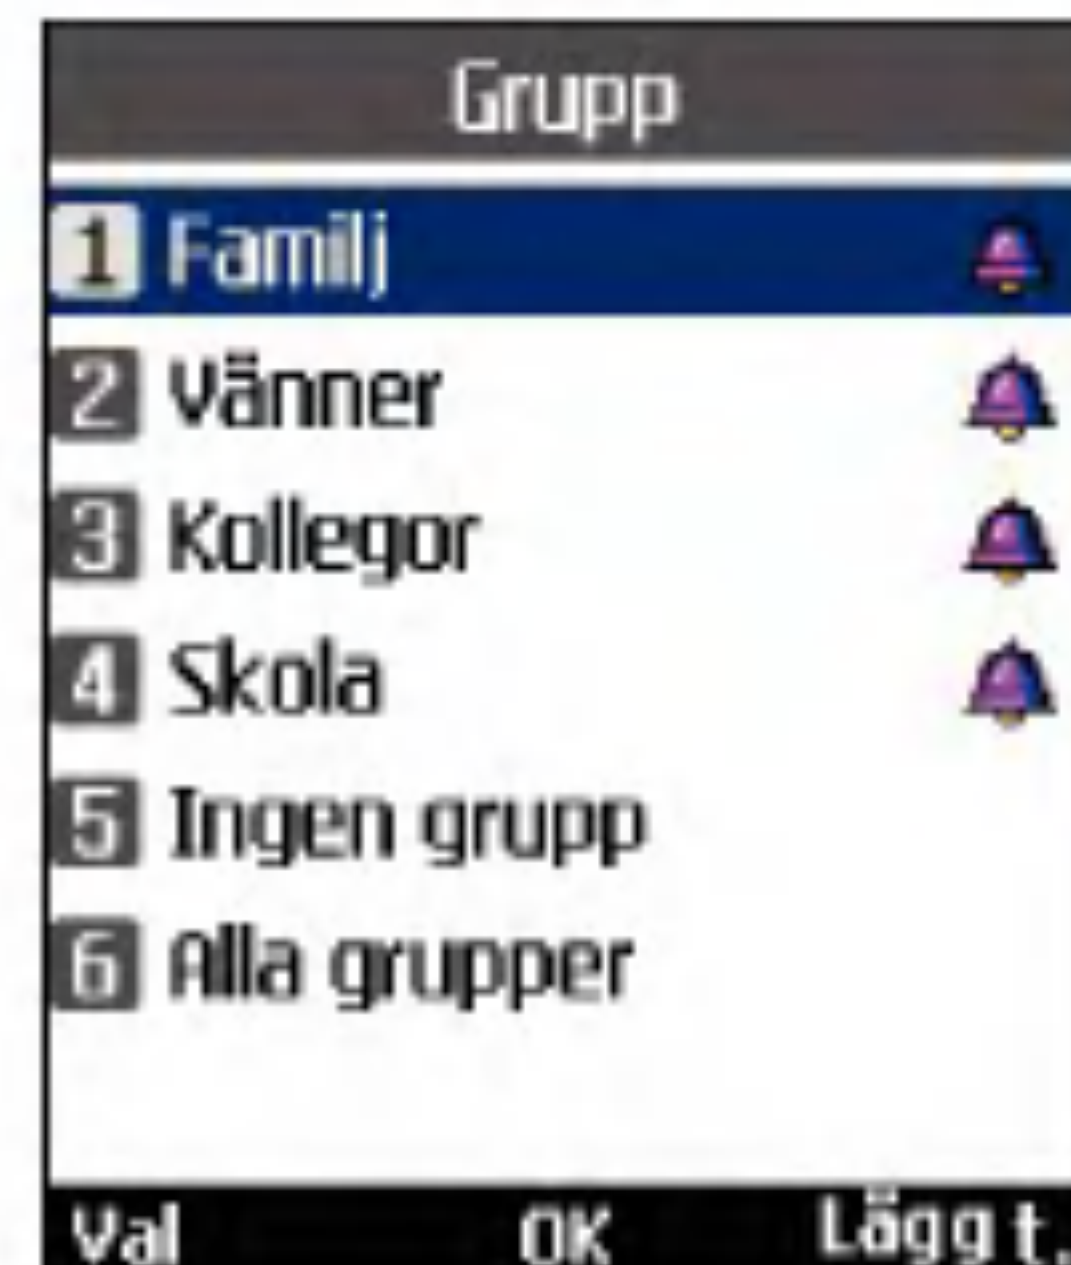 Grupp
1 Familj
2 Vänner
3 Kollegor
4 Skola
5 Ingen grupp
6 Alla grupper
Val OK Lägg t.